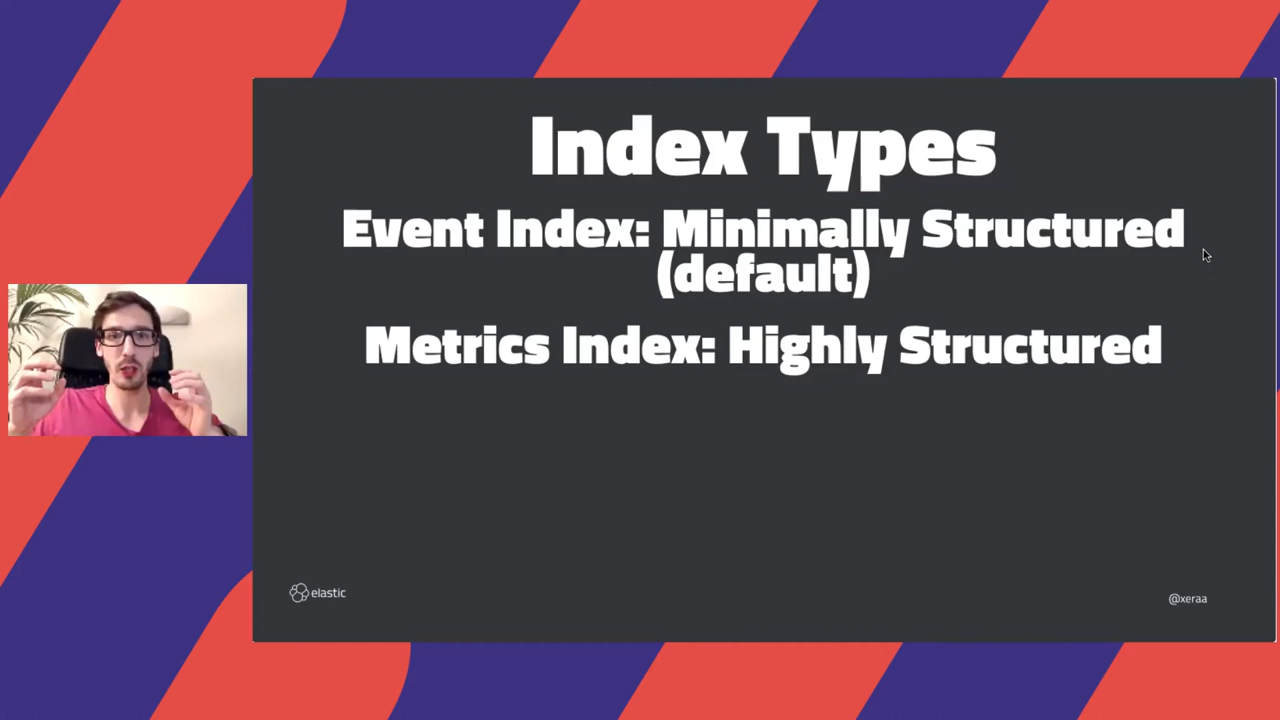 Index Types
Event Index: Minimally Structured
(default)
Metrics Index: Highly Structured
elastic
@xeraa